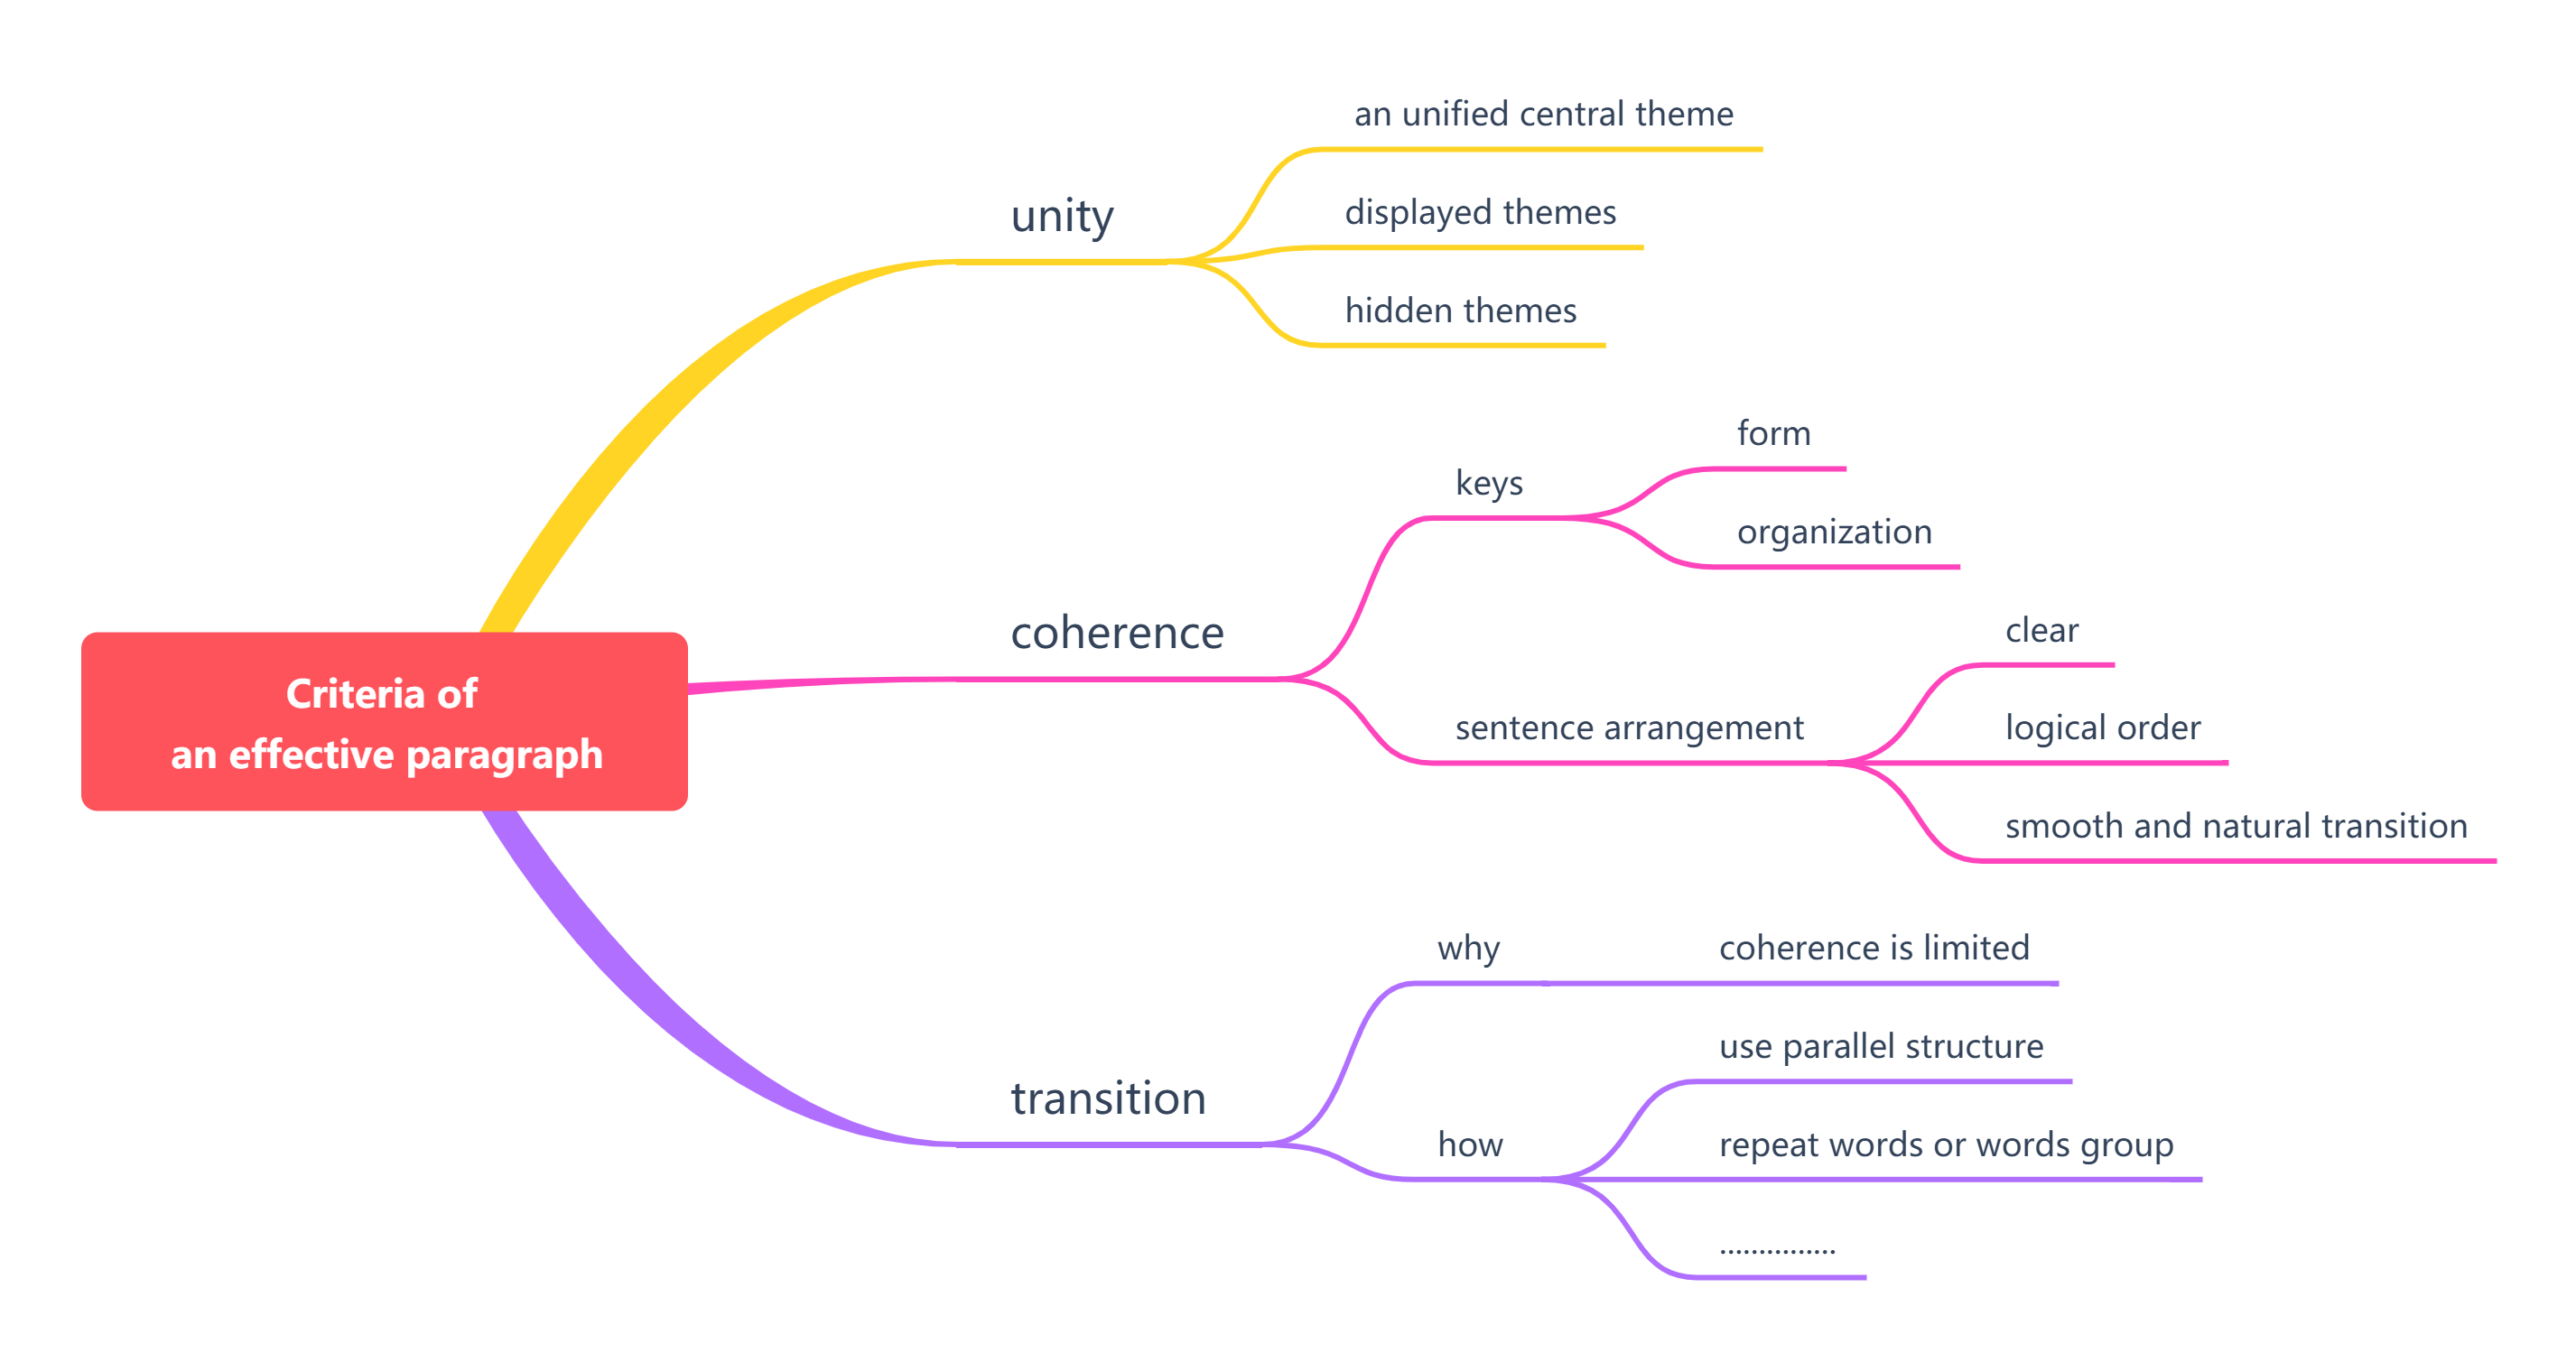 Criteria of
an effective paragraph
unity
an unified central theme
displayed themes
hidden themes
coherence
keys
form
organization
sentence arrangement
clear
logical order
smooth and natural transition
transition
why
coherence is limited
how
use parallel structure
repeat words or words group
...............